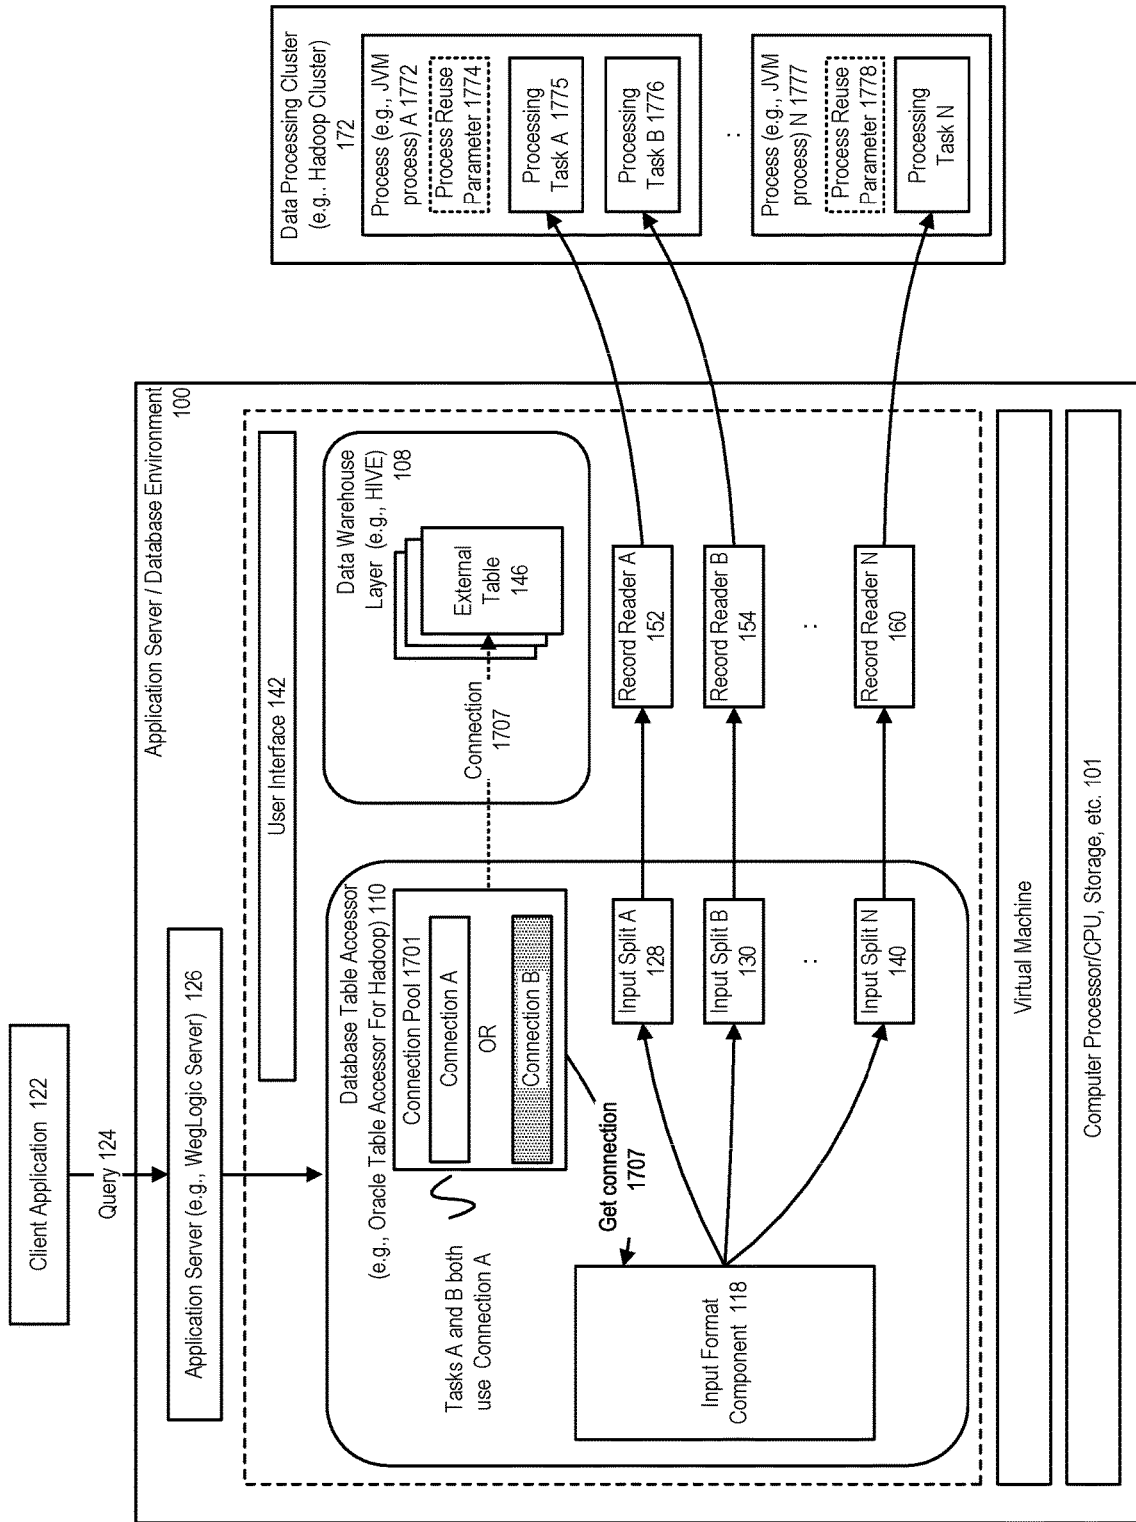 Client Application 122
Query 124
Application Server (e.g., WegLogic Server) 126
Application Server / Database Environment
100
User Interface 142
Database Table Accessor
(e.g., Oracle Table Accessor For Hadoop) 110
Connection Pool 1701
Connection A
OR
Connection B
Tasks A and B both
use Connection A
Get connection
1707
Connection
1707
Data Warehouse
Layer (e.g., HIVE)
108
External
Table
146
Input Format
Component 118
Input Split A
128
Input Split B
130
:
Input Split N
140
Record Reader A
152
Record Reader B
154
:
Record Reader N
160
Virtual Machine
Computer Processor/CPU, Storage, etc. 101
Data Processing Cluster
(e.g., Hadoop Cluster)
172
Process (e.g., JVM
process) A 1772
Process Reuse
Parameter 1774
Processing
Task A 1775
Processing
Task B 1776
:
Process (e.g., JVM
process) N 1777
Process Reuse
Parameter 1778
Processing
Task N